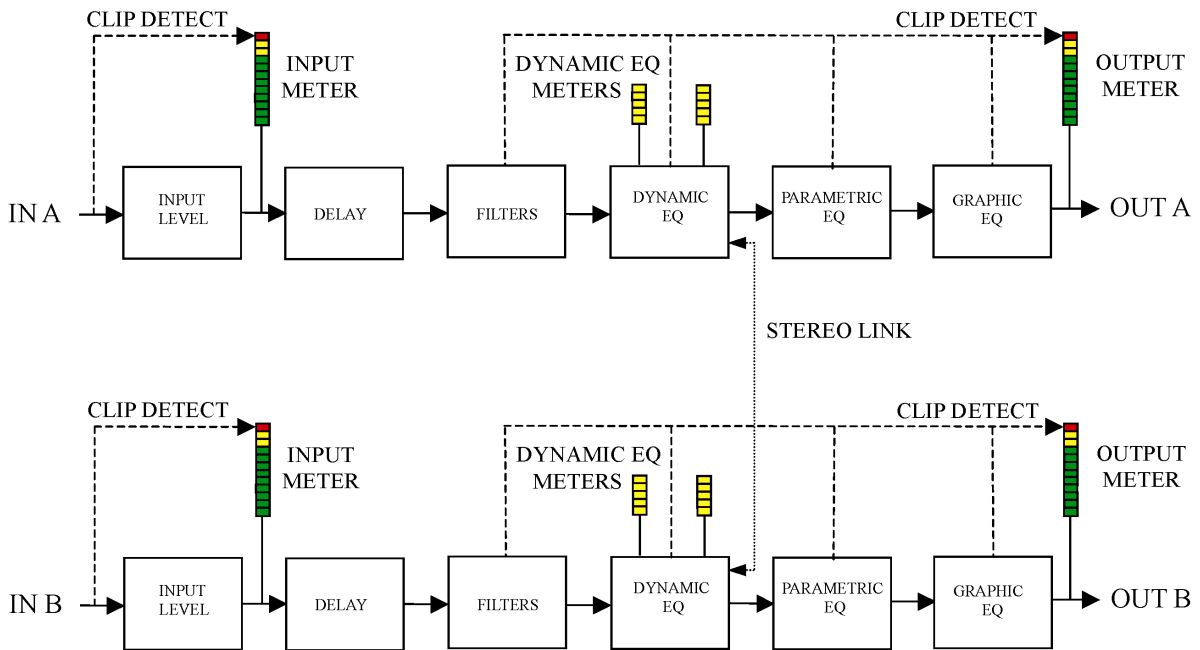 CLIP DETECT
CLIP DETECT
INPUT
METER
DYNAMIC EQ
METERS
OUTPUT
METER
IN A
INPUT
LEVEL
DELAY
FILTERS
DYNAMIC
EQ
PARAMETRIC
EQ
GRAPHIC
EQ
OUT A
STEREO LINK
CLIP DETECT
CLIP DETECT
INPUT
METER
DYNAMIC EQ
METERS
OUTPUT
METER
IN B
INPUT
LEVEL
DELAY
FILTERS
DYNAMIC
EQ
PARAMETRIC
EQ
GRAPHIC
EQ
OUT B